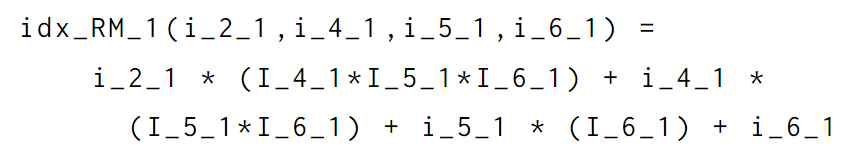 idx_RM_1(i_2_1,i_4_1,i_5_1,i_6_1) =
i_2_1 * (I_4_1*I_5_1*I_6_1) + i_4_1 *
(I_5_1*I_6_1) + i_5_1 * (I_6_1) + i_6_1